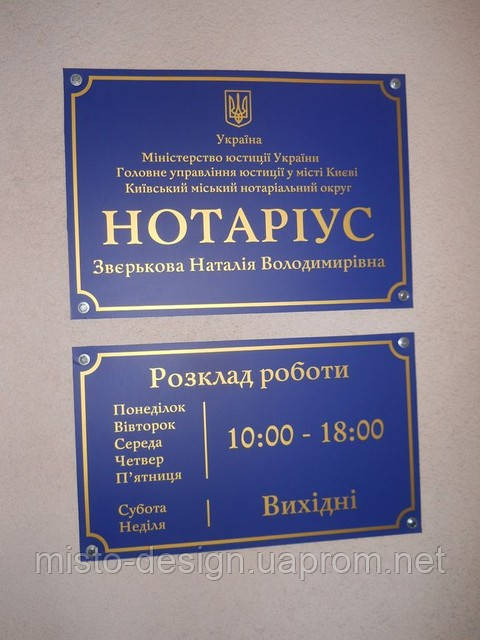 Україна
Міністерство юстиції України
Головне управління юстиції у місті Києві
Київський міський нотаріальний округ
НОТАРІУС
Звєрькова Наталія Володимирівна
Розклад роботи
Понеділок
Вівторок
Середа
Четвер
П'ятниця
10:00 - 18:00
Субота
Неділя
Вихідні
misto-design.uaprom.net